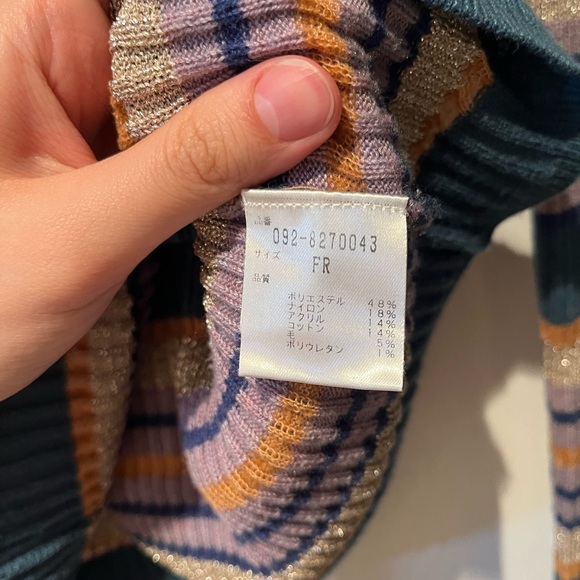 品番
092-8270043
サイズ
FR
品質
ポリエステル 48%
ナイロン 18%
アクリル 14%
コットン 14%
毛 5%
ポリウレタン 1%